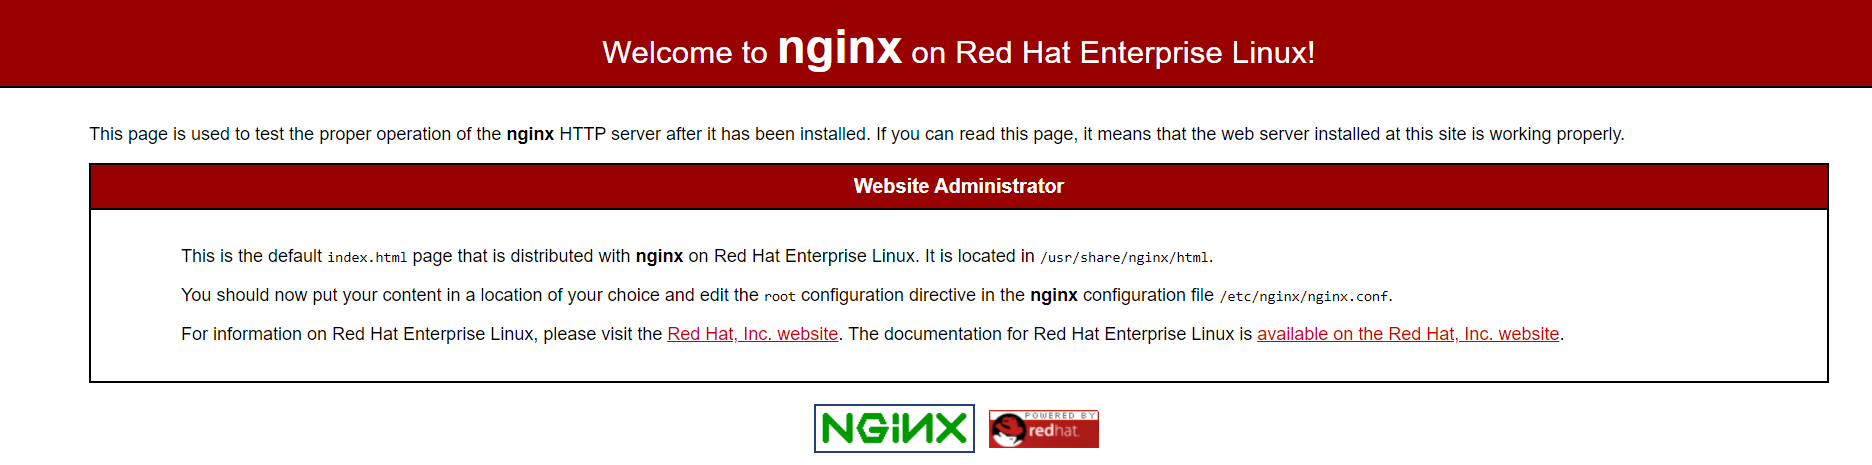 Welcome to nginx on Red Hat Enterprise Linux!
This page is used to test the proper operation of the nginx HTTP server after it has been installed. If you can read this page, it means that the web server installed at this site is working properly.
Website Administrator
This is the default index.html page that is distributed with nginx on Red Hat Enterprise Linux. It is located in /usr/share/nginx/html.
You should now put your content in a location of your choice and edit the root configuration directive in the nginx configuration file /etc/nginx/nginx.conf.
For information on Red Hat Enterprise Linux, please visit the Red Hat, Inc. website. The documentation for Red Hat Enterprise Linux is available on the Red Hat, Inc. website.
NGINX
POWERED BY
redhat.